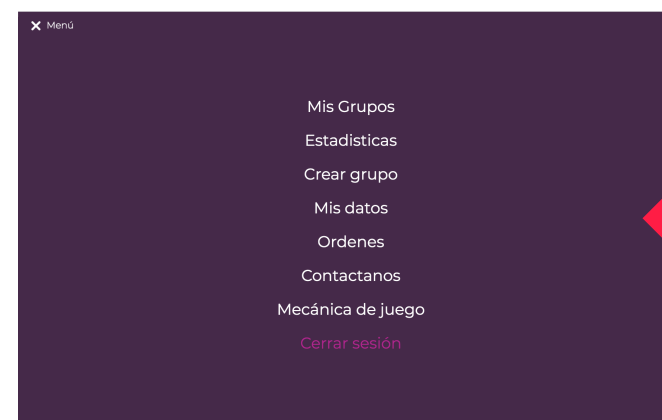 Menú
Mis Grupos
Estadisticas
Crear grupo
Mis datos
Ordenes
Contactanos
Mecánica de juego
Cerrar sesión